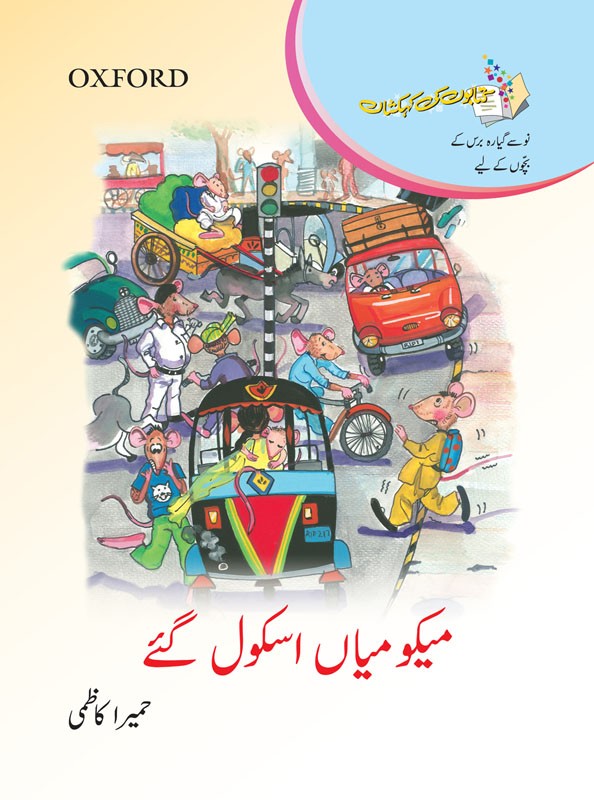 OXFORD
کتابوں کی کہکشاں
نو سے گیارہ برس کے
بچوں کے لیے
میکو میاں اسکول گئے
حمیرا کاظمی